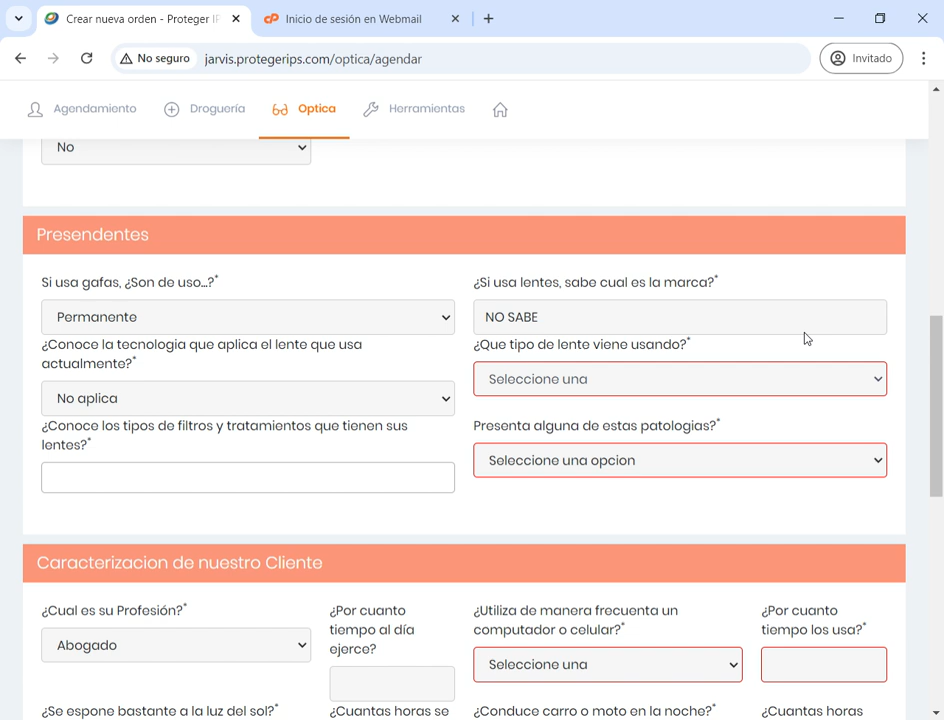 Crear nueva orden - Proteger IP
Inicio de sesión en Webmail
No seguro
jarvis.protegerips.com/optica/agendar
Invitado
Agendamiento
Droguería
Optica
Herramientas
No
Presendentes
Si usa gafas, ¿Son de uso...?*
¿Si usa lentes, sabe cual es la marca?*
Permanente
NO SABE
¿Conoce la tecnologia que aplica el lente que usa
actualmente?*
¿Que tipo de lente viene usando?*
Seleccione una
No aplica
¿Conoce los tipos de filtros y tratamientos que tienen sus
lentes?*
Presenta alguna de estas patologias?*
Seleccione una opcion
Caracterizacion de nuestro Cliente
¿Cual es su Profesión?*
¿Por cuanto
tiempo al día
ejerce?
¿Utiliza de manera frecuenta un
computador o celular?*
¿Por cuanto
tiempo los usa?*
Abogado
Seleccione una
¿Se espone bastante a la luz del sol?*
¿Cuantas horas se
¿Conduce carro o moto en la noche?*
¿Cuantas horas